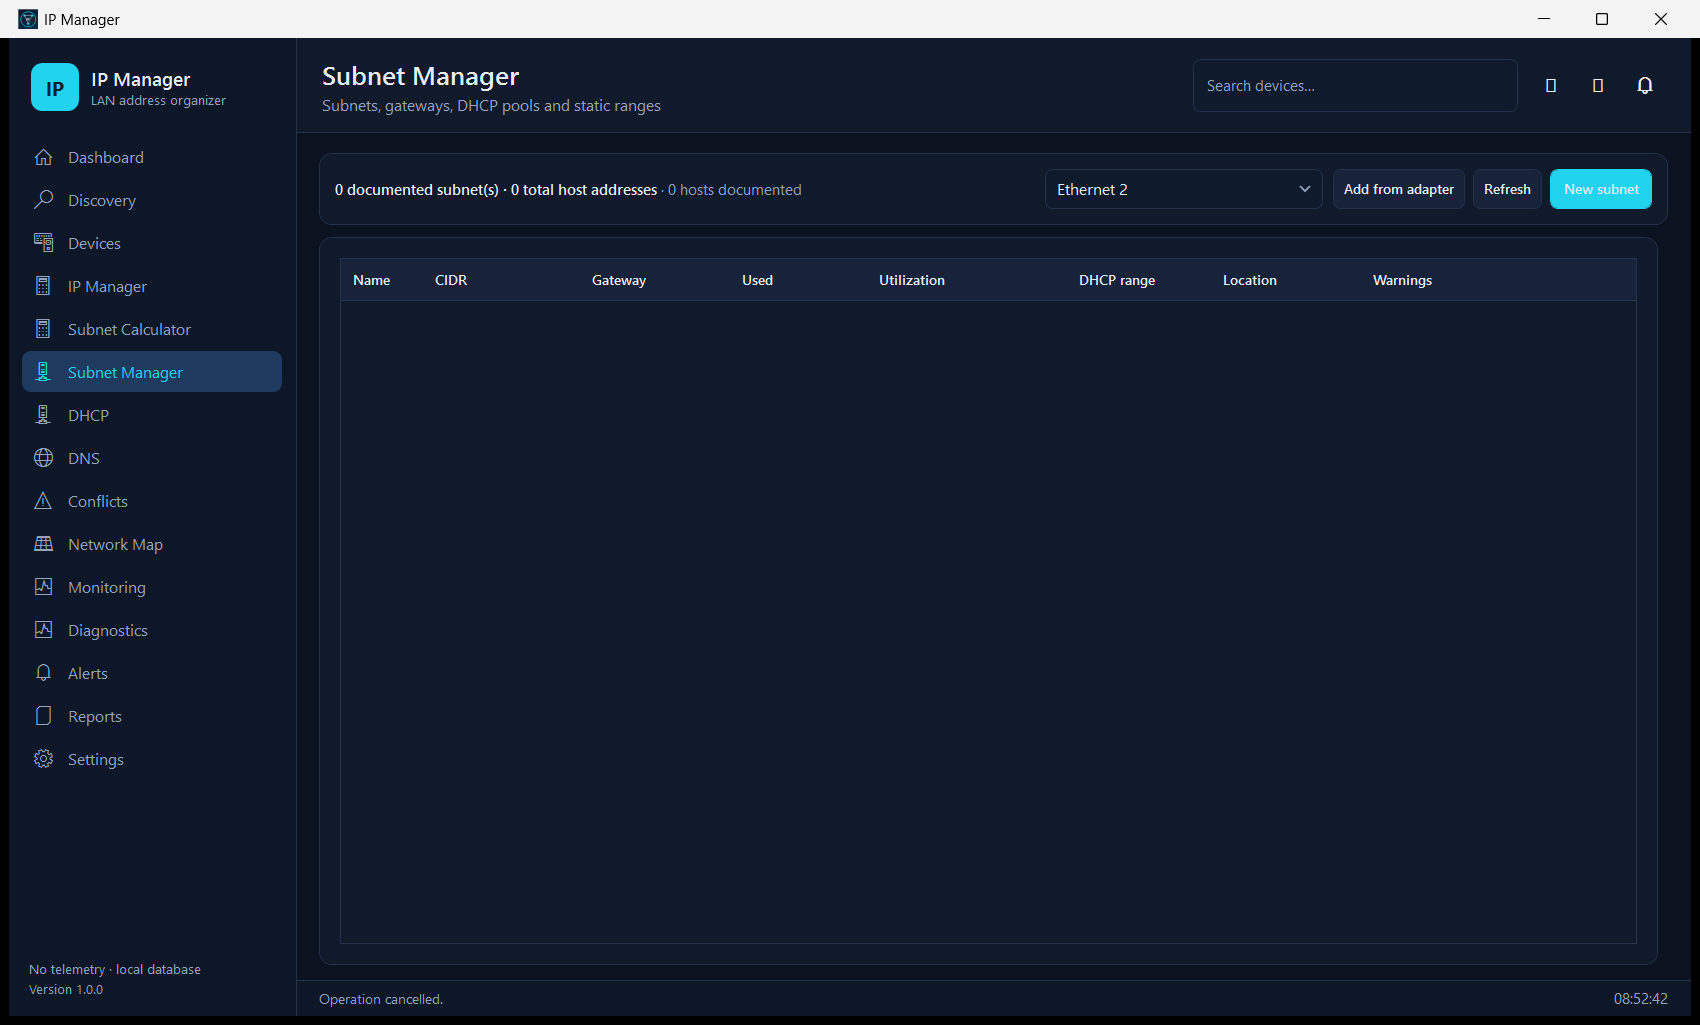 IP Manager
IP
IP Manager
LAN address organizer
Dashboard
Discovery
Devices
IP Manager
Subnet Calculator
Subnet Manager
DHCP
DNS
Conflicts
Network Map
Monitoring
Diagnostics
Alerts
Reports
Settings
No telemetry · local database
Version 1.0.0
Subnet Manager
Subnets, gateways, DHCP pools and static ranges
Search devices...
0 documented subnet(s) · 0 total host addresses · 0 hosts documented
Ethernet 2
Add from adapter
Refresh
New subnet
Name CIDR Gateway Used Utilization DHCP range Location Warnings
Operation cancelled.
08:52:42